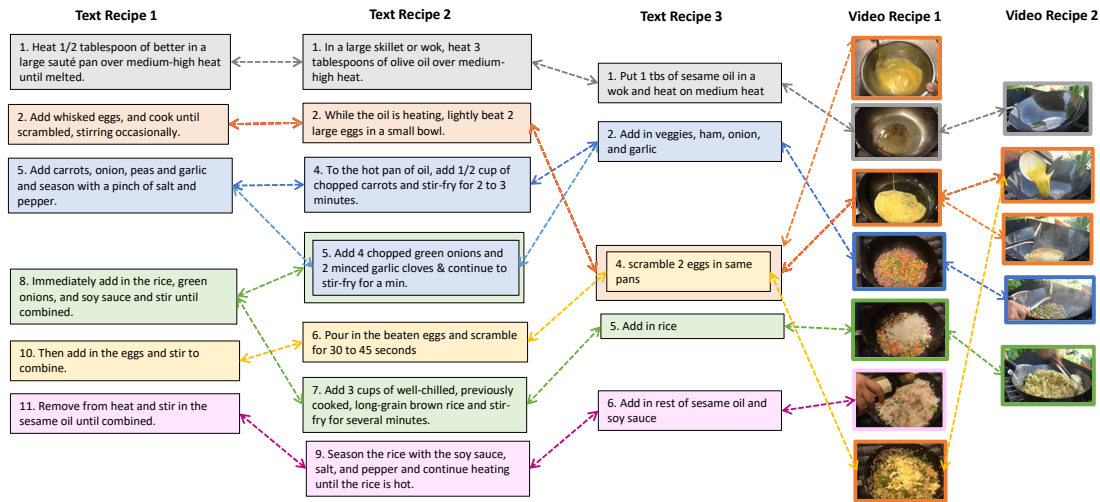 Text Recipe 1
Text Recipe 2
Text Recipe 3
Video Recipe 1
Video Recipe 2
1. Heat 1/2 tablespoon of better in a
large sauté pan over medium-high heat
until melted.
2. Add whisked eggs, and cook until
scrambled, stirring occasionally.
5. Add carrots, onion, peas and garlic
and season with a pinch of salt and
pepper.
8. Immediately add in the rice, green
onions, and soy sauce and stir until
combined.
10. Then add in the eggs and stir to
combine.
11. Remove from heat and stir in the
sesame oil until combined.
1. In a large skillet or wok, heat 3
tablespoons of olive oil over medium-
high heat.
2. While the oil is heating, lightly beat 2
large eggs in a small bowl.
4. To the hot pan of oil, add 1/2 cup of
chopped carrots and stir-fry for 2 to 3
minutes.
5. Add 4 chopped green onions and
2 minced garlic cloves & continue to
stir-fry for a min.
6. Pour in the beaten eggs and scramble
for 30 to 45 seconds
7. Add 3 cups of well-chilled, previously
cooked, long-grain brown rice and stir-
fry for several minutes.
9. Season the rice with the soy sauce,
salt, and pepper and continue heating
until the rice is hot.
1. Put 1 tbs of sesame oil in a
wok and heat on medium heat
2. Add in veggies, ham, onion,
and garlic
4. scramble 2 eggs in same
pans
5. Add in rice
6. Add in rest of sesame oil and
soy sauce